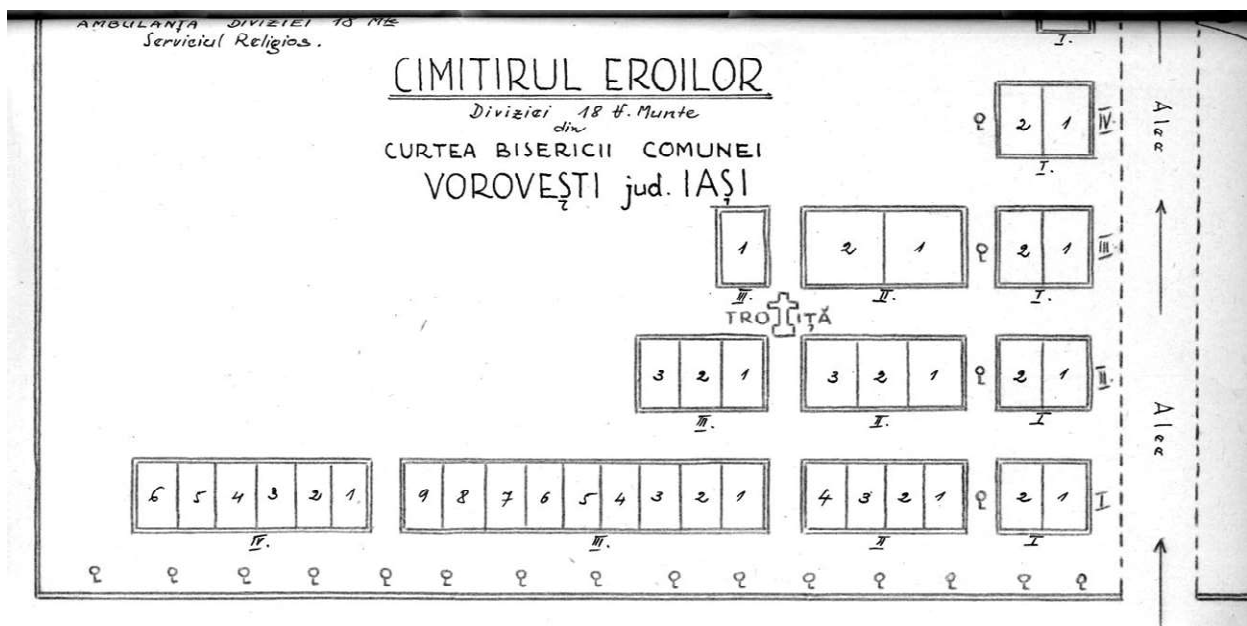 AMBULANȚA DIVIZIEI 18 Mte
Serviciul Religios.
I.
CIMITIRUL EROILOR
Diviziei 18 tr. Munte
din
CURTEA BISERICII COMUNEI
VOROVEȘTI jud. IAȘI
2 1 IV.
I.
Alea
1 2 1 2 1 III.
III. II. I.
TROIȚĂ
3 2 1 3 2 1 2 1 II.
III. II. I
Alea
6 5 4 3 2 1 9 8 7 6 5 4 3 2 1 4 3 2 1 2 1 I
IV. III. II I